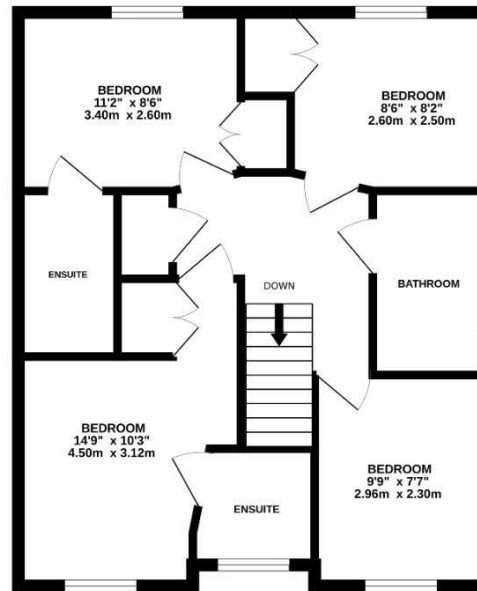 BEDROOM
11'2" x 8'6"
3.40m x 2.60m
BEDROOM
8'6" x 8'2"
2.60m x 2.50m
ENSUITE
DOWN
BATHROOM
BEDROOM
14'9" x 10'3"
4.50m x 3.12m
ENSUITE
BEDROOM
9'9" x 7'7"
2.96m x 2.30m